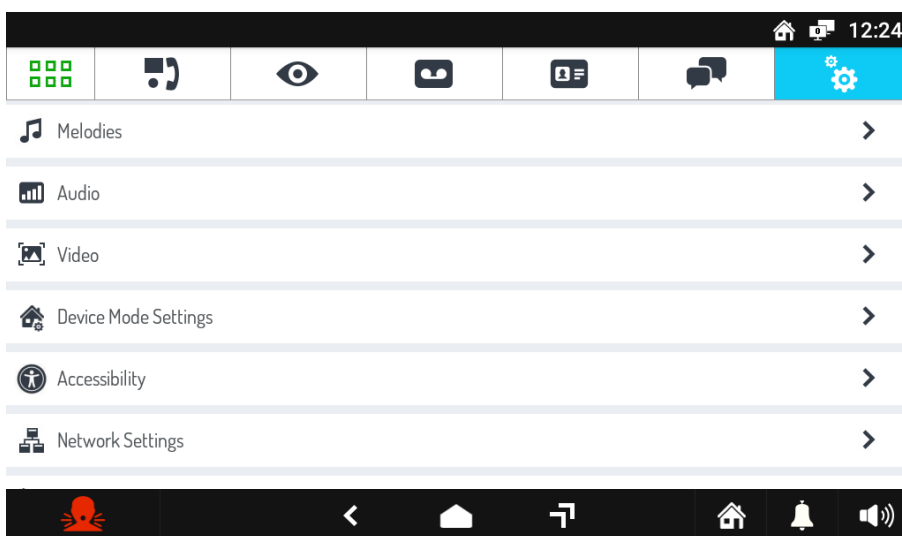 12:24
Melodies
Audio
Video
Device Mode Settings
Accessibility
Network Settings